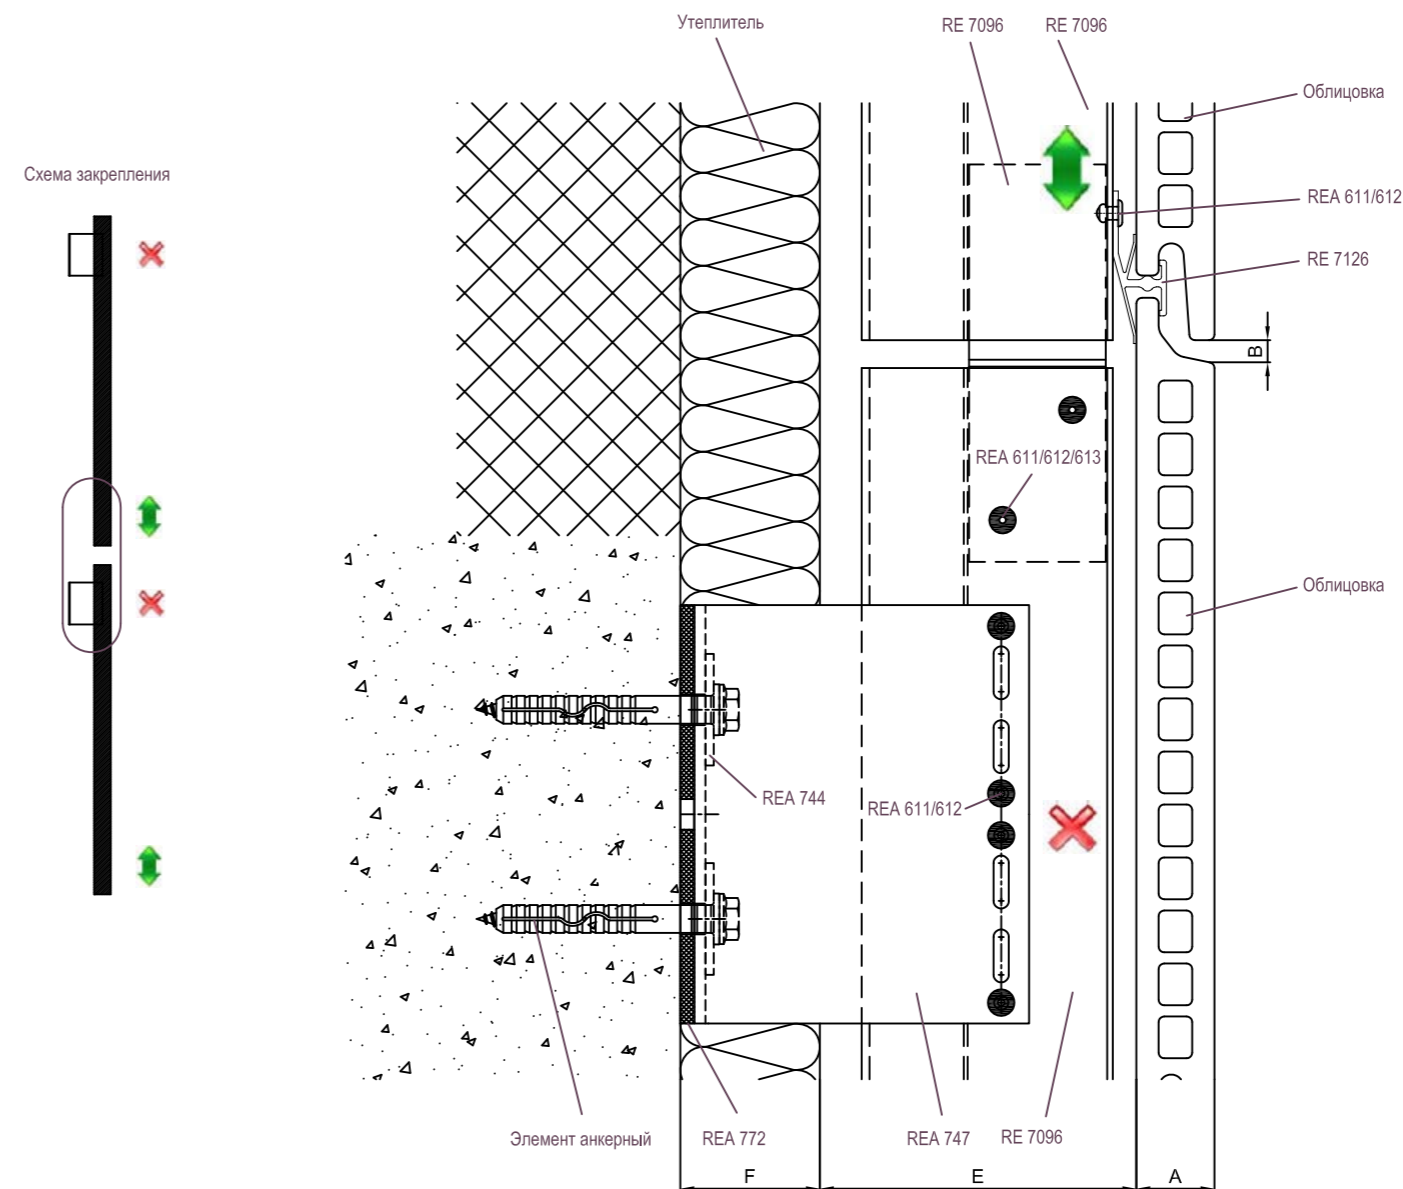 Утеплитель
RE 7096
RE 7096
Облицовка
Схема закрепления
REA 611/612
RE 7126
B
REA 611/612/613
Облицовка
REA 744
REA 611/612
Элемент анкерный
REA 772
REA 747
RE 7096
F
E
A